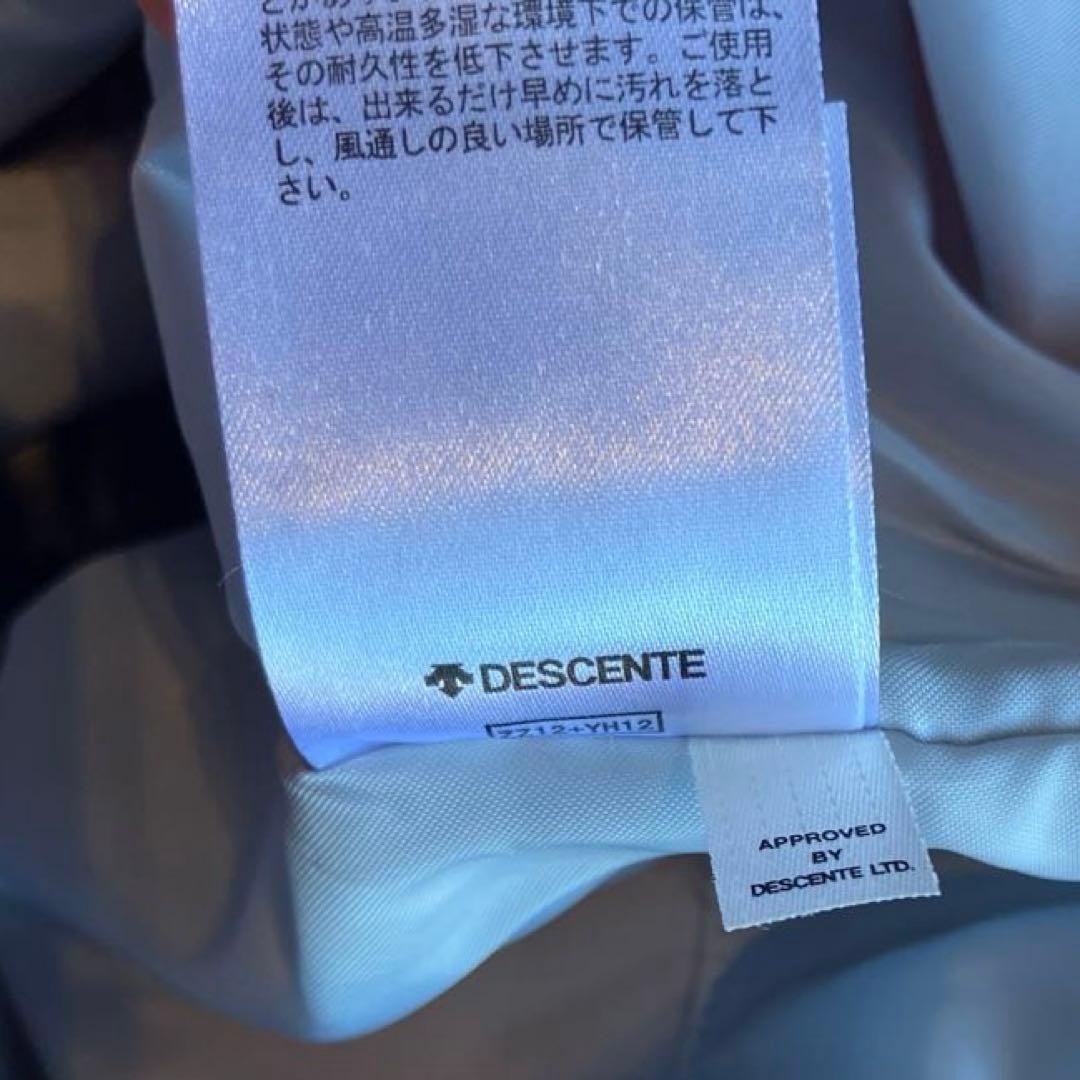 状態や高温多湿な環境下での保管は、
その耐久性を低下させます。ご使用
後は、出来るだけ早めに汚れを落と
し、風通しの良い場所で保管して下
さい。
DESCENTE
ZZ12+YH12
APPROVED
BY
DESCENTE LTD.